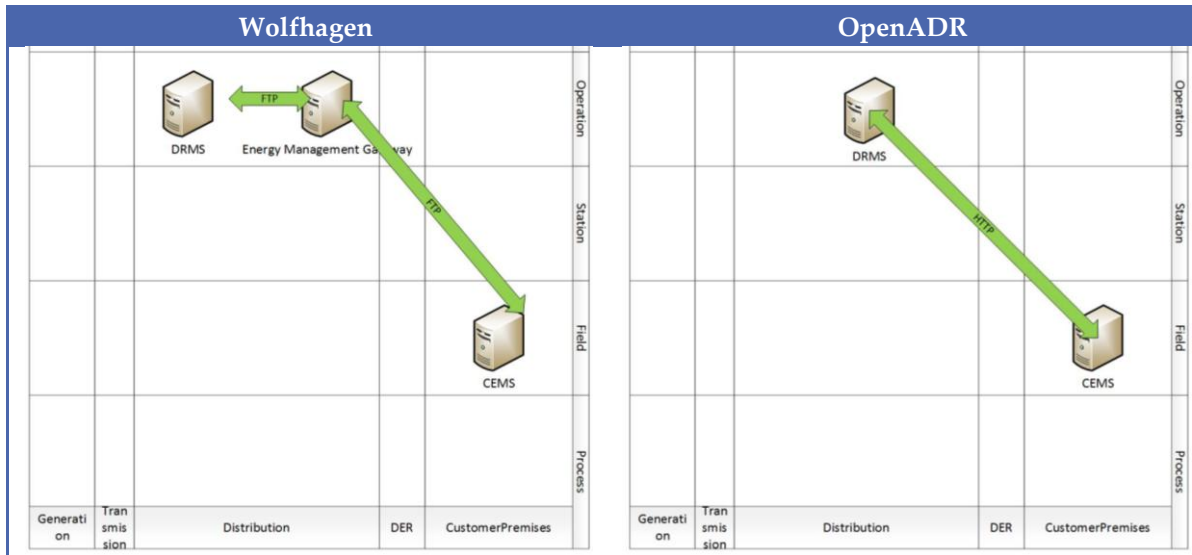 Wolfhagen
OpenADR
FTP
DRMS
Energy Management Gateway
FTP
CEMS
Operation
Station
Field
Process
Generati
on
Tran
smis
sion
Distribution
DER
CustomerPremises
DRMS
HTTP
CEMS
Operation
Station
Field
Process
Generati
on
Tran
smis
sion
Distribution
DER
CustomerPremises